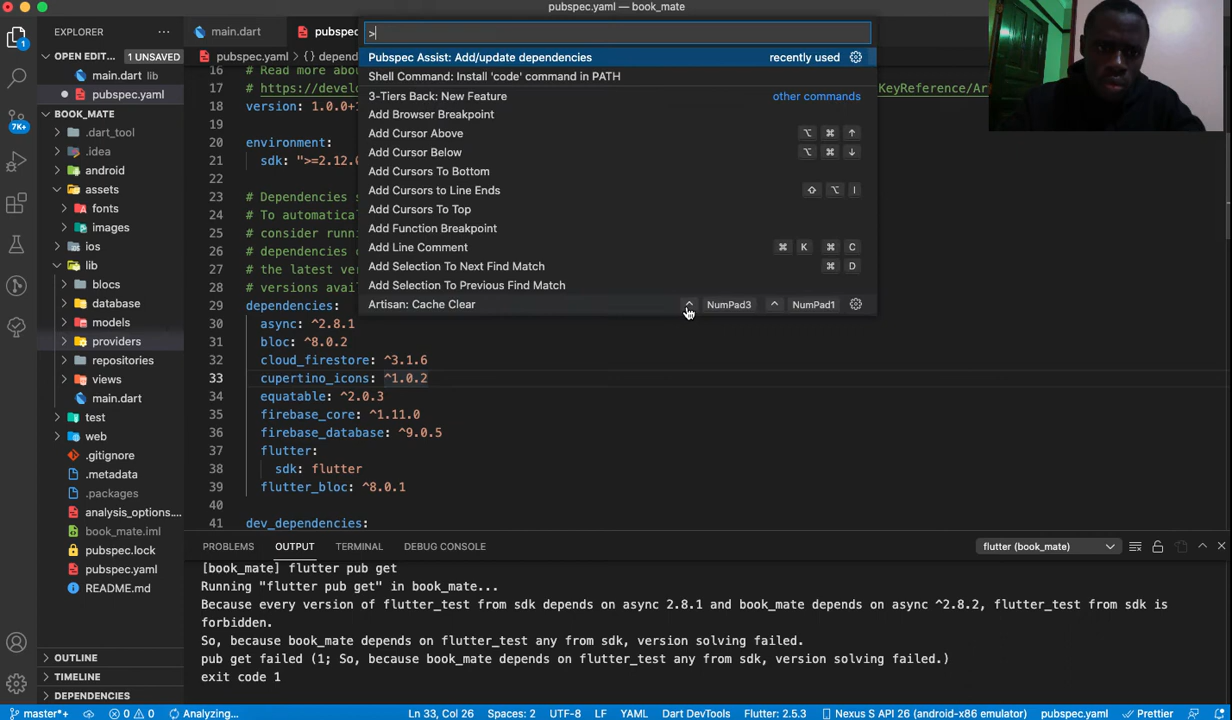 pubspec.yaml — book_mate
EXPLORER
main.dart
pubspec
>
Pubspec Assist: Add/update dependencies recently used
Shell Command: Install 'code' command in PATH
3-Tiers Back: New Feature other commands
Add Browser Breakpoint
Add Cursor Above ⌥ ⌘ ↑
Add Cursor Below ⌥ ⌘ ↓
Add Cursors To Bottom
Add Cursors to Line Ends ⇧ ⌥ I
Add Cursors To Top
Add Function Breakpoint
Add Line Comment ⌘ K ⌘ C
Add Selection To Next Find Match ⌘ D
Add Selection To Previous Find Match
Artisan: Cache Clear ^ NumPad3 ^ NumPad1
OPEN EDIT... 1 UNSAVED
main.dart lib
pubspec.yaml
BOOK_MATE
.dart_tool
.idea
android
assets
fonts
images
ios
lib
blocs
database
models
providers
repositories
views
main.dart
test
web
.gitignore
.metadata
.packages
analysis_options....
book_mate.iml
pubspec.lock
pubspec.yaml
README.md
OUTLINE
TIMELINE
DEPENDENCIES
1
7K+
pubspec.yaml > { } depende
16 # Read more abou
17 # https://develo KeyReference/Ar
18 version: 1.0.0+1
19
20 environment:
21 sdk: ">=2.12.0
22
23 # Dependencies s
24 # To automatical
25 # consider runni
26 # dependencies c
27 # the latest ver
28 # versions avail
29 dependencies:
30 async: ^2.8.1
31 bloc: ^8.0.2
32 cloud_firestore: ^3.1.6
33 cupertino_icons: ^1.0.2
34 equatable: ^2.0.3
35 firebase_core: ^1.11.0
36 firebase_database: ^9.0.5
37 flutter:
38 sdk: flutter
39 flutter_bloc: ^8.0.1
40
41 dev_dependencies:
PROBLEMS OUTPUT TERMINAL DEBUG CONSOLE flutter (book_mate)
[book_mate] flutter pub get
Running "flutter pub get" in book_mate...
Because every version of flutter_test from sdk depends on async 2.8.1 and book_mate depends on async ^2.8.2, flutter_test from sdk is
forbidden.
So, because book_mate depends on flutter_test any from sdk, version solving failed.
pub get failed (1; So, because book_mate depends on flutter_test any from sdk, version solving failed.)
exit code 1
master*+ 0 0 Analyzing... Ln 33, Col 26 Spaces: 2 UTF-8 LF YAML Dart DevTools Flutter: 2.5.3 Nexus S API 26 (android-x86 emulator) pubspec.yaml Prettier